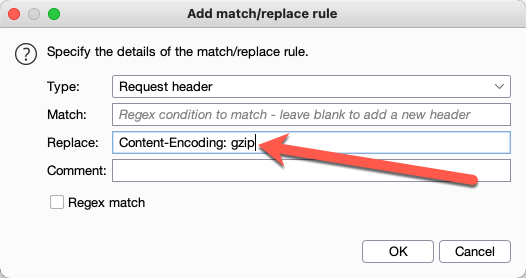 Add match/replace rule
? Specify the details of the match/replace rule.
Type: Request header
Match: Regex condition to match - leave blank to add a new header
Replace: Content-Encoding: gzip
Comment:
Regex match
OK Cancel